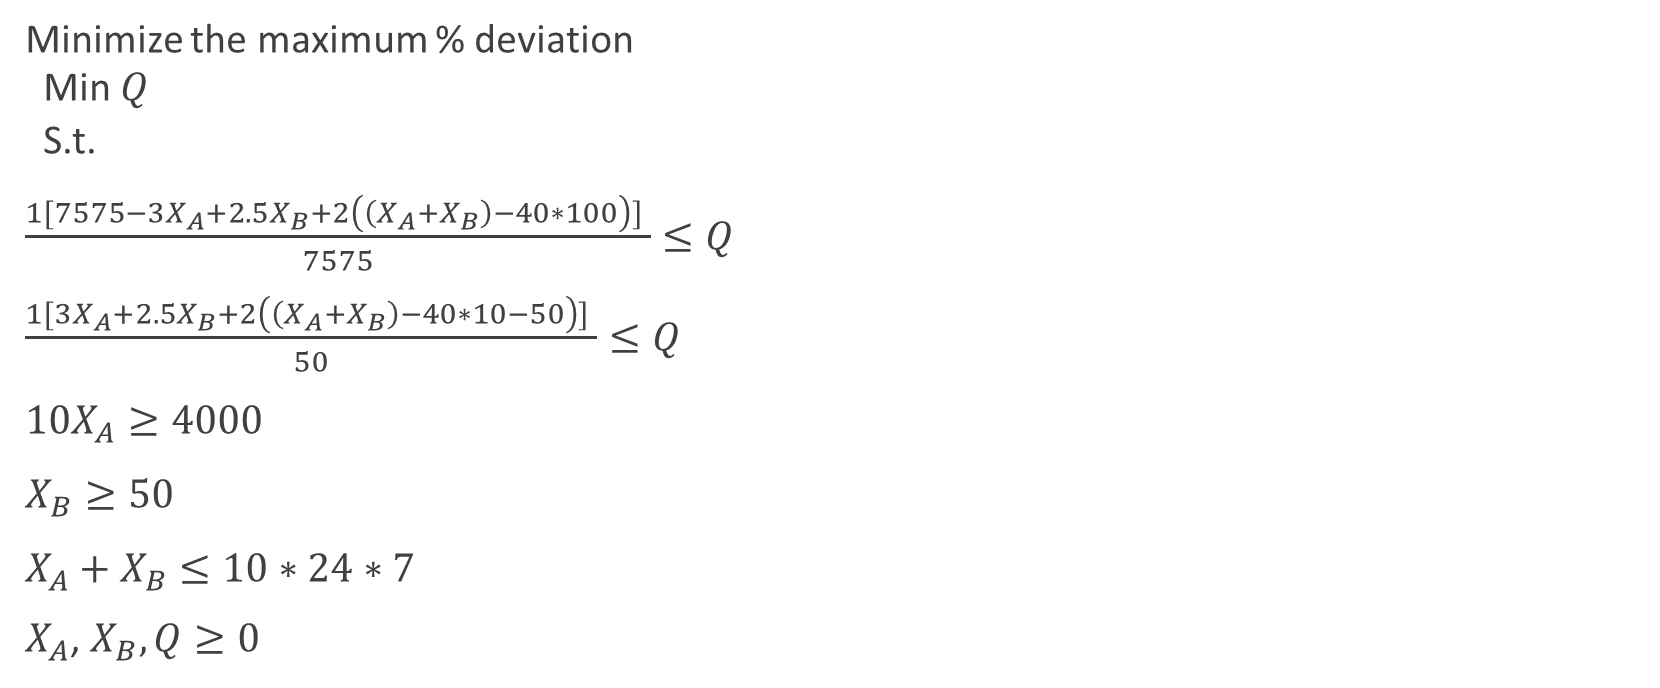 Minimize the maximum % deviation
Min Q
S.t.
1[7575−3X_A+2.5X_B+2((X_A+X_B)−40∗100)]
7575
≤ Q
1[3X_A+2.5X_B+2((X_A+X_B)−40∗10−50)]
50
≤ Q
10X_A ≥ 4000
X_B ≥ 50
X_A + X_B ≤ 10 ∗ 24 ∗ 7
X_A, X_B, Q ≥ 0